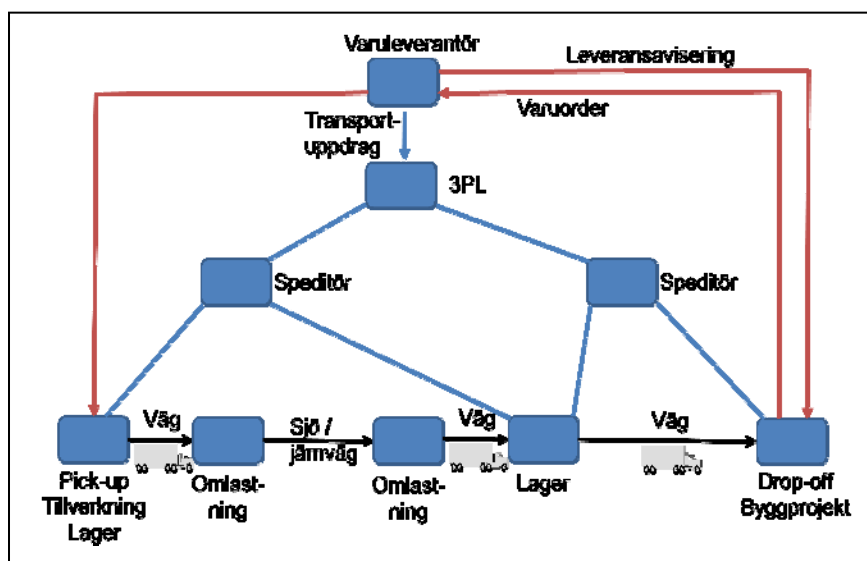 Varuleverantör
Leveransavisering
Varuorder
Transport-
uppdrag
3PL
Speditör
Speditör
Väg
Sjö /
järnväg
Väg
Väg
Pick-up
Tillverkning
Lager
Omlast-
ning
Omlast-
ning
Lager
Drop-off
Byggprojekt